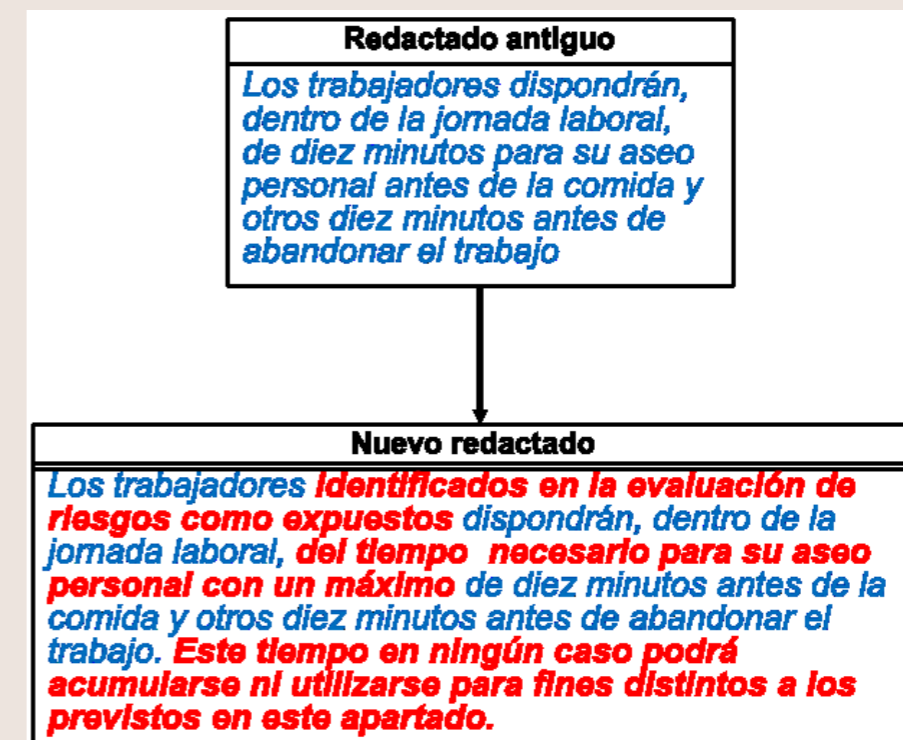 Redactado antiguo
Los trabajadores dispondrán,
dentro de la jornada laboral,
de diez minutos para su aseo
personal antes de la comida y
otros diez minutos antes de
abandonar el trabajo
Nuevo redactado
Los trabajadores identificados en la evaluación de
riesgos como expuestos dispondrán, dentro de la
jornada laboral, del tiempo necesario para su aseo
personal con un máximo de diez minutos antes de la
comida y otros diez minutos antes de abandonar el
trabajo. Este tiempo en ningún caso podrá
acumularse ni utilizarse para fines distintos a los
previstos en este apartado.